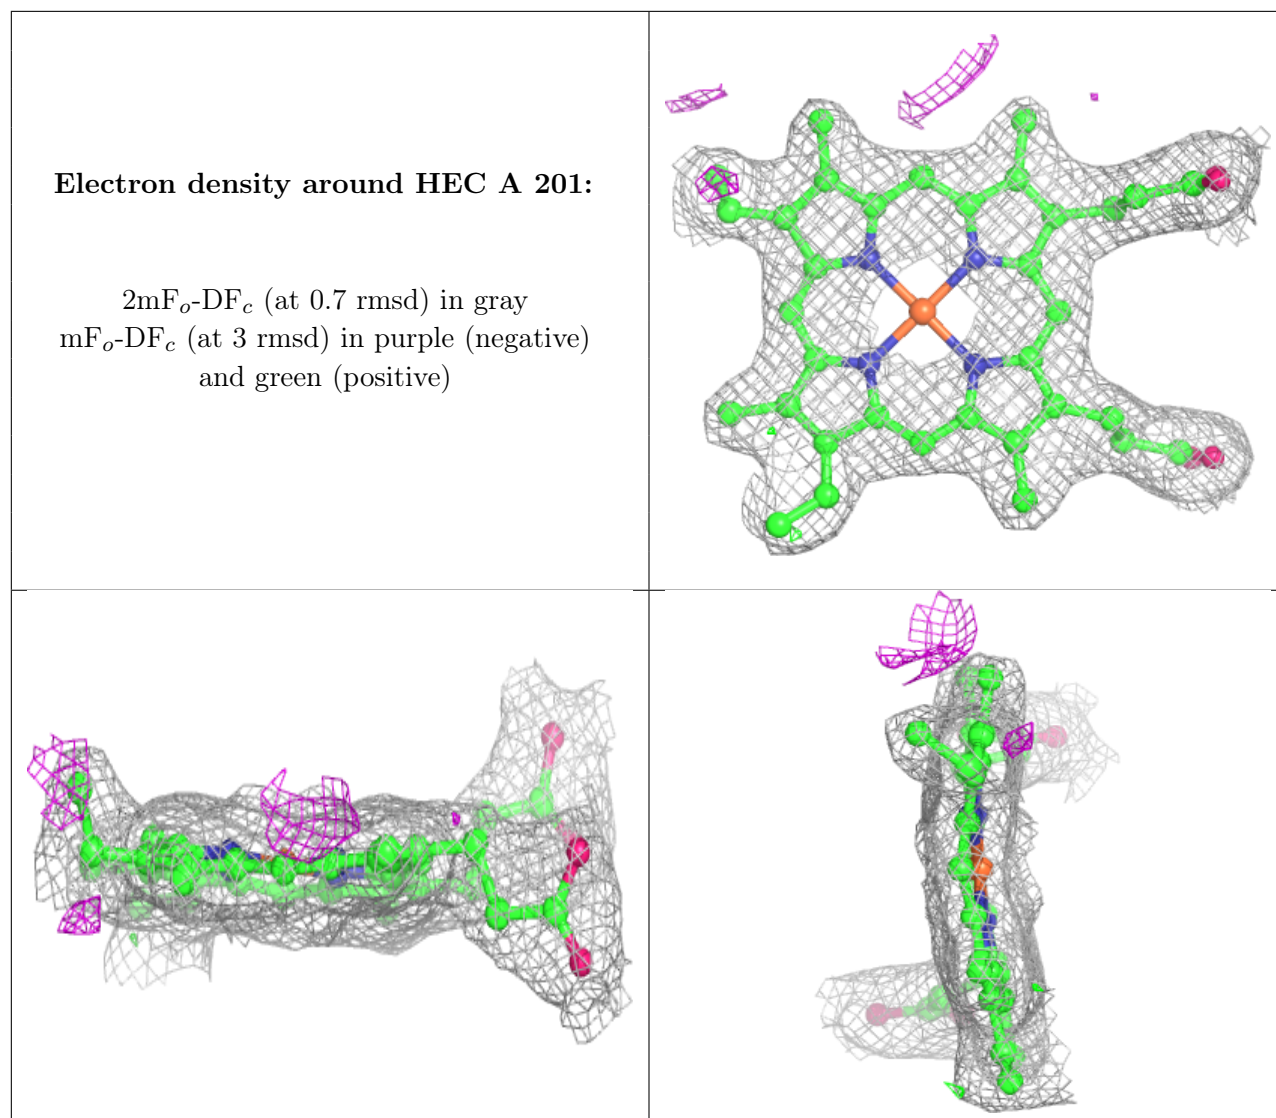 Electron density around HEC A 201:
2mFo-DFc (at 0.7 rmsd) in gray
mFo-DFc (at 3 rmsd) in purple (negative)
and green (positive)